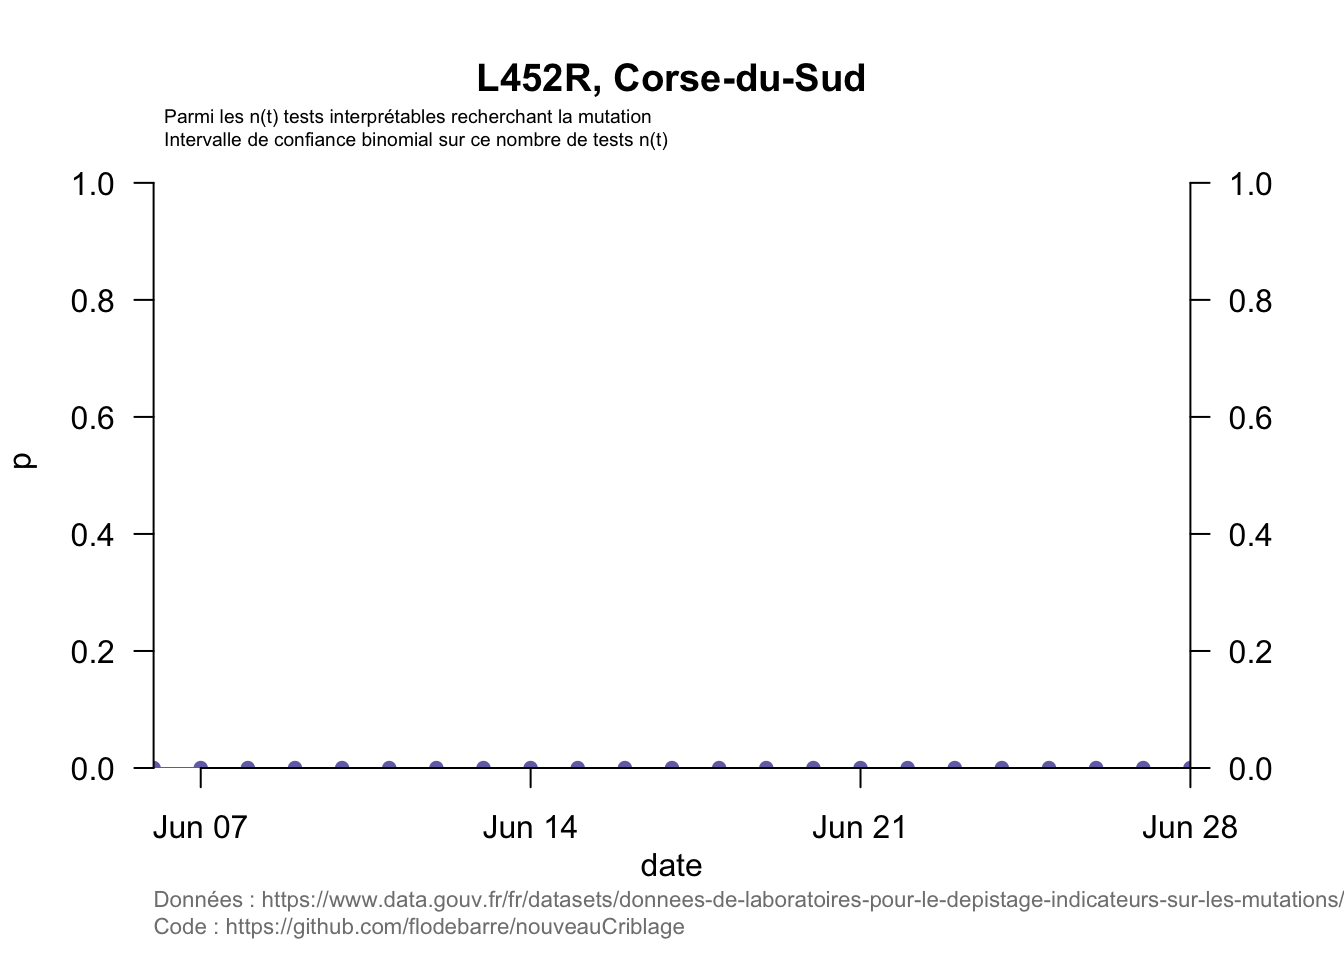 L452R, Corse-du-Sud
Parmi les n(t) tests interprétables recherchant la mutation
Intervalle de confiance binomial sur ce nombre de tests n(t)
1.0 1.0
0.8 0.8
0.6 0.6
p
0.4 0.4
0.2 0.2
0.0 0.0
Jun 07 Jun 14 Jun 21 Jun 28
date
Données : https://www.data.gouv.fr/fr/datasets/donnees-de-laboratoires-pour-le-depistage-indicateurs-sur-les-mutations/
Code : https://github.com/flodebarre/nouveauCriblage